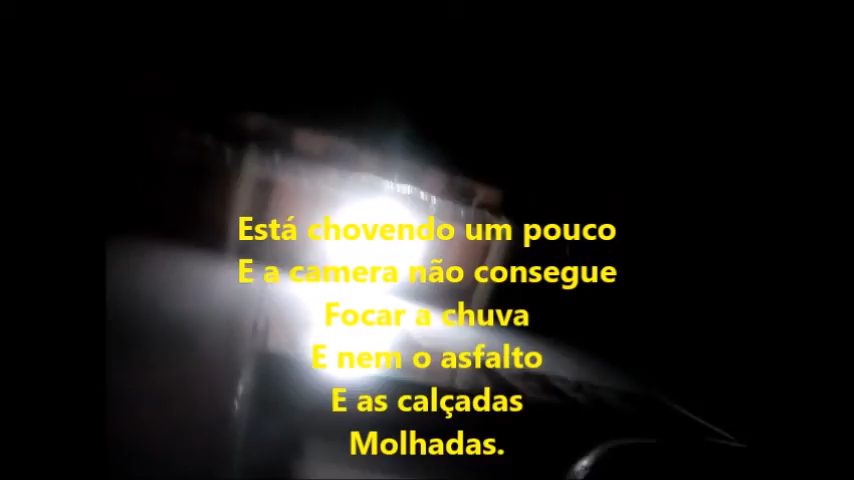 Está chovendo um pouco
E a camera não consegue
Focar a chuva
E nem o asfalto
E as calçadas
Molhadas.